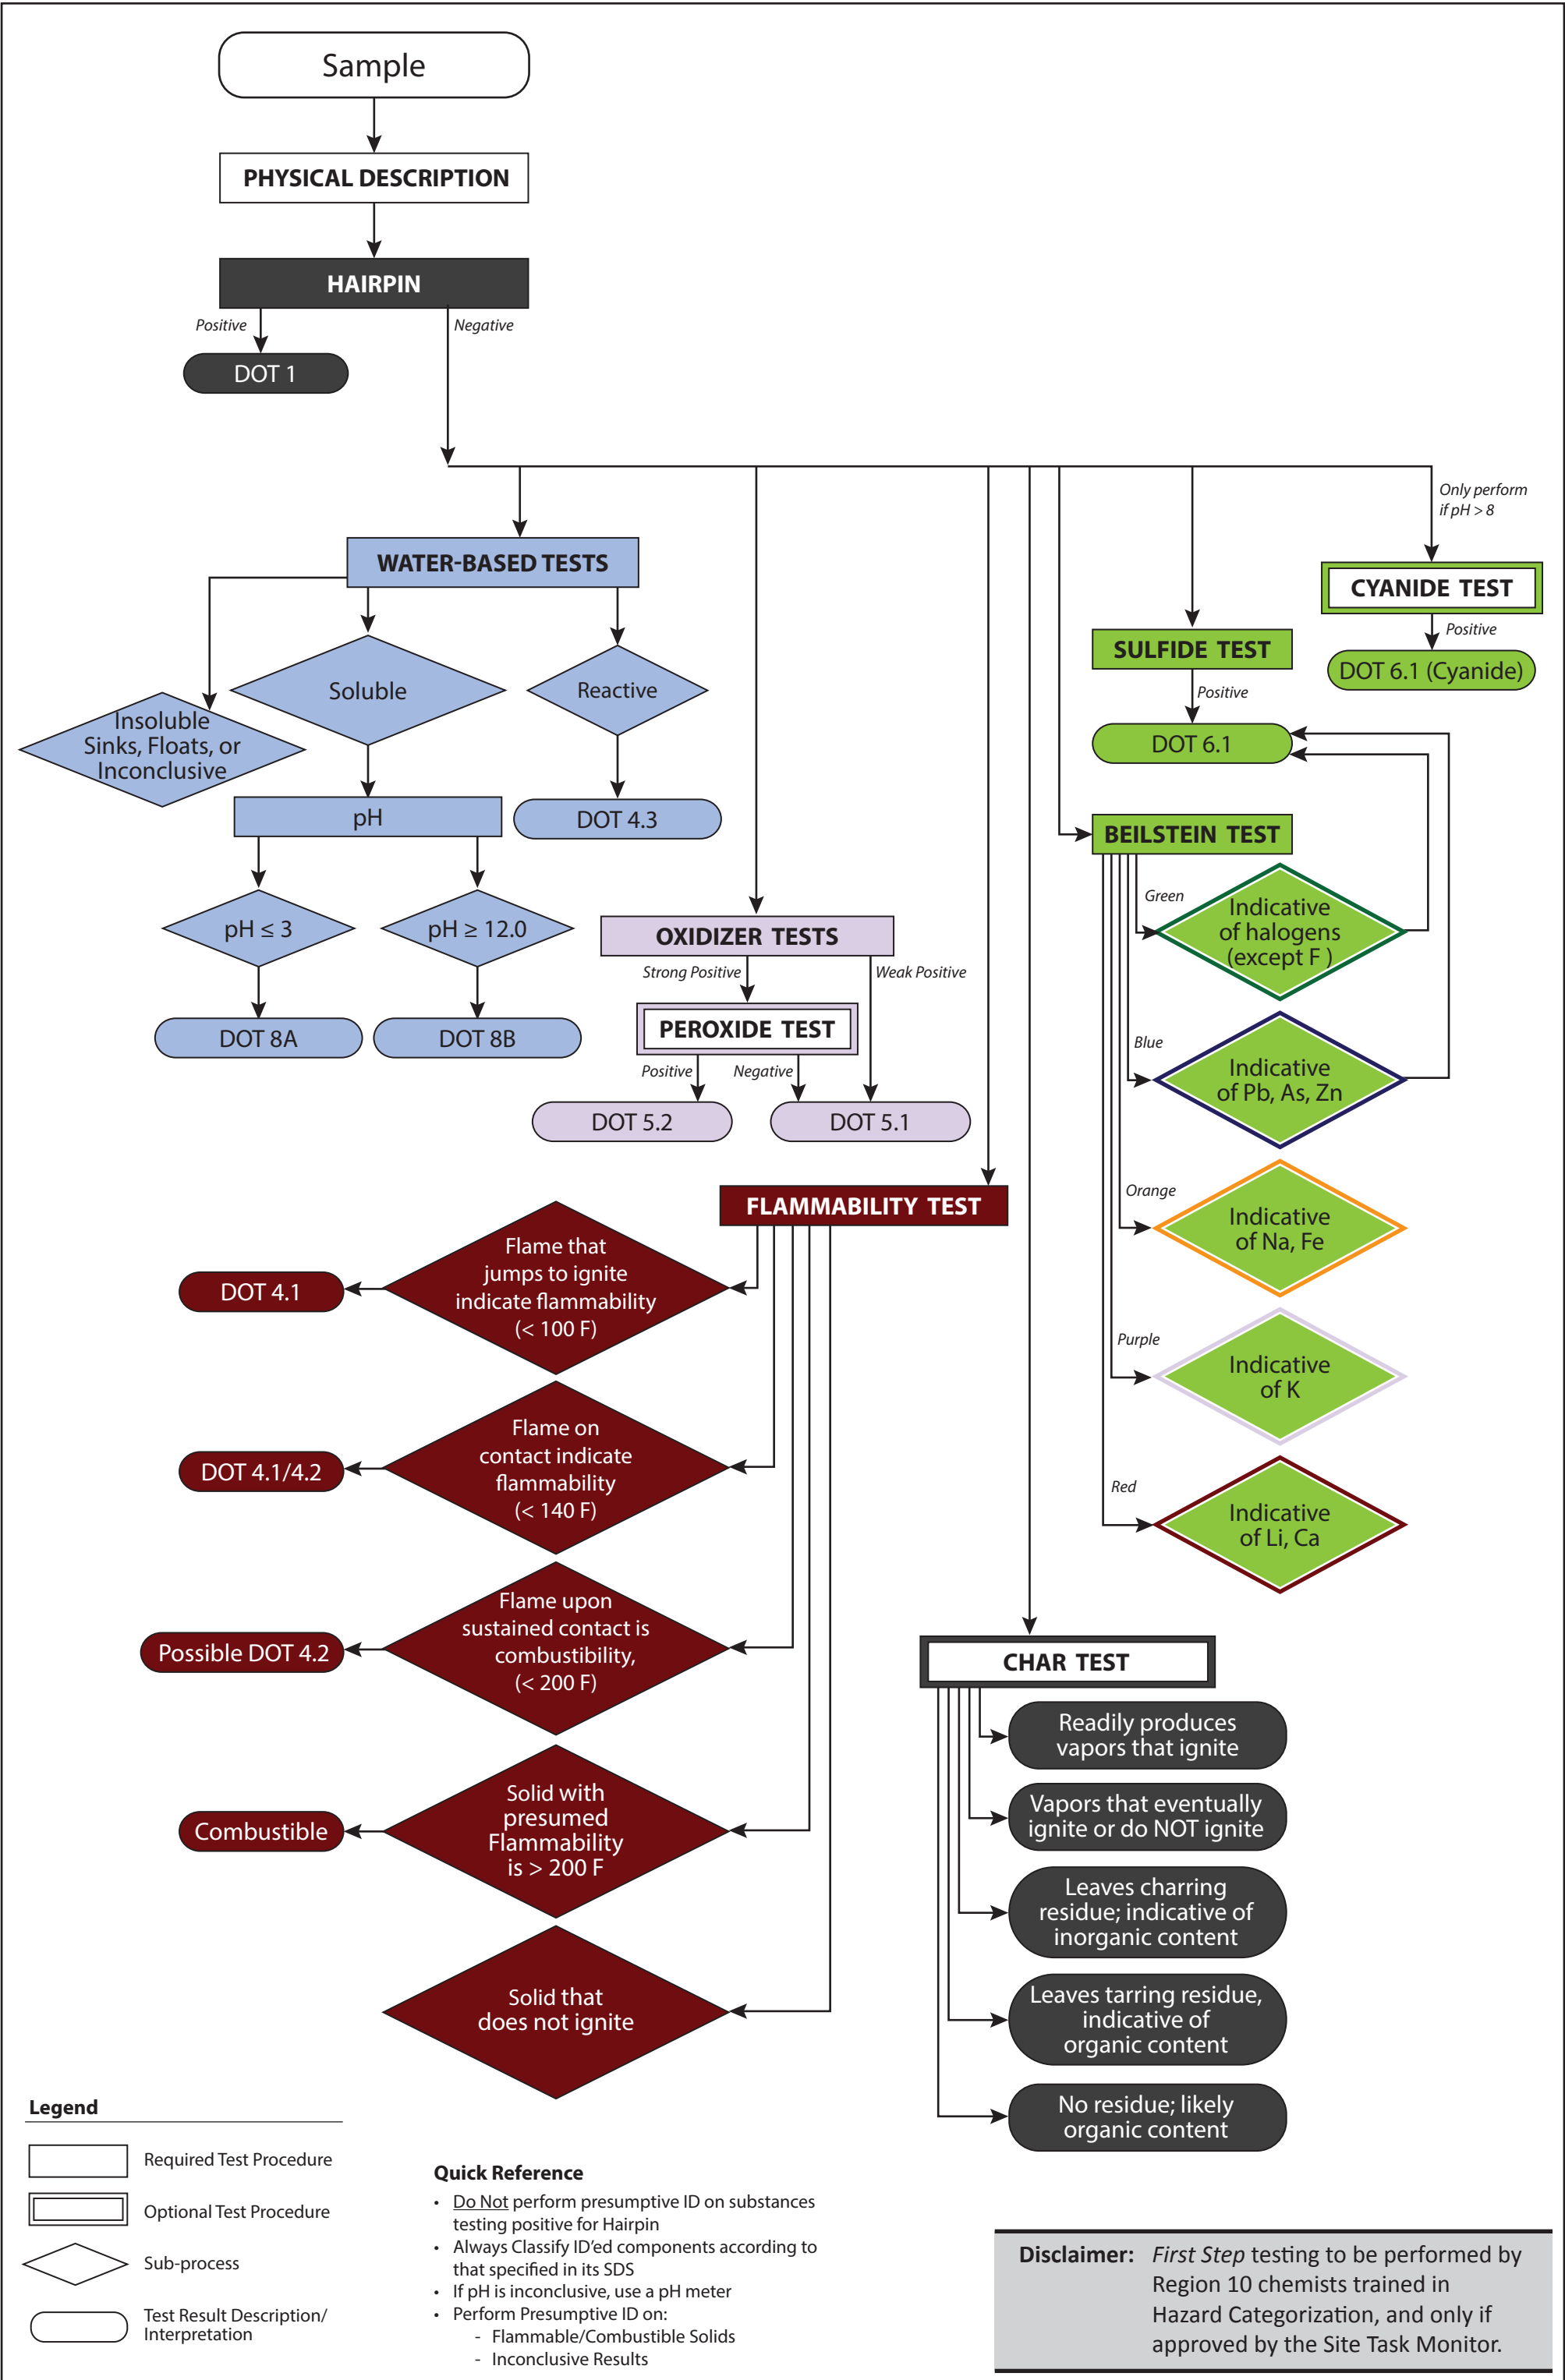 Sample
PHYSICAL DESCRIPTION
HAIRPIN
Positive
Negative
DOT 1
Only perform
if pH > 8
WATER-BASED TESTS
CYANIDE TEST
Positive
DOT 6.1 (Cyanide)
SULFIDE TEST
Positive
DOT 6.1
Insoluble
Sinks, Floats, or
Inconclusive
Soluble
Reactive
pH
DOT 4.3
pH ≤ 3
pH ≥ 12.0
DOT 8A
DOT 8B
OXIDIZER TESTS
Strong Positive
Weak Positive
PEROXIDE TEST
Positive
Negative
DOT 5.2
DOT 5.1
BEILSTEIN TEST
Green
Indicative
of halogens
(except F )
Blue
Indicative
of Pb, As, Zn
Orange
Indicative
of Na, Fe
Purple
Indicative
of K
Red
Indicative
of Li, Ca
FLAMMABILITY TEST
Flame that
jumps to ignite
indicate flammability
(< 100 F)
DOT 4.1
Flame on
contact indicate
flammability
(< 140 F)
DOT 4.1/4.2
Flame upon
sustained contact is
combustibility,
(< 200 F)
Possible DOT 4.2
Solid with
presumed
Flammability
is > 200 F
Combustible
Solid that
does not ignite
CHAR TEST
Readily produces
vapors that ignite
Vapors that eventually
ignite or do NOT ignite
Leaves charring
residue; indicative of
inorganic content
Leaves tarring residue,
indicative of
organic content
No residue; likely
organic content
Legend
Required Test Procedure
Optional Test Procedure
Sub-process
Test Result Description/
Interpretation
Quick Reference
• Do Not perform presumptive ID on substances
testing positive for Hairpin
• Always Classify ID'ed components according to
that specified in its SDS
• If pH is inconclusive, use a pH meter
• Perform Presumptive ID on:
- Flammable/Combustible Solids
- Inconclusive Results
Disclaimer: First Step testing to be performed by
Region 10 chemists trained in
Hazard Categorization, and only if
approved by the Site Task Monitor.